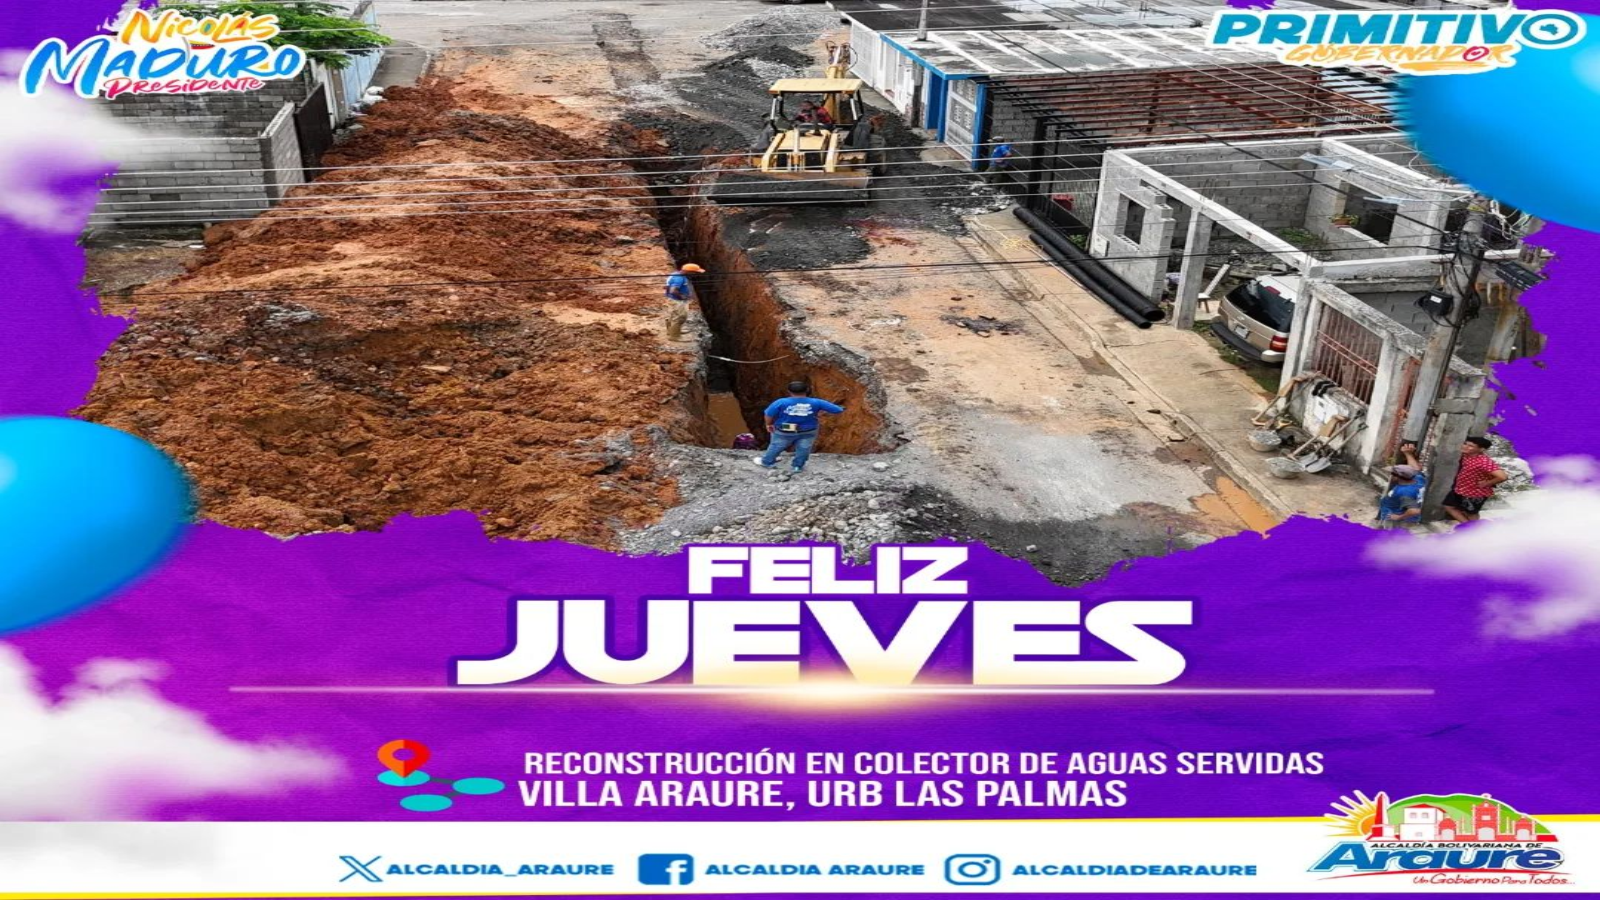 NICOLÁS
MADURO
PRESIDENTE
PRIMITIVO
GOBERNADOR
FELIZ
JUEVES
RECONSTRUCCIÓN EN COLECTOR DE AGUAS SERVIDAS
VILLA ARAURE, URB LAS PALMAS
ALCALDIA_ARAURE
ALCALDIA ARAURE
ALCALDIADEARAURE
ALCALDÍA BOLIVARIANA DE
Araure
Un Gobierno Para Todos...